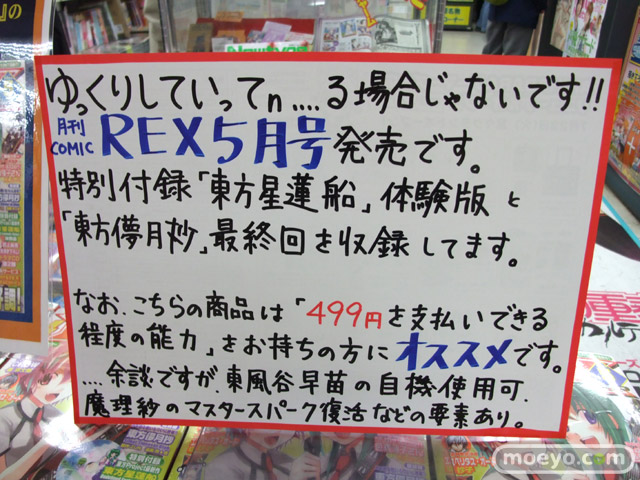 ゆっくりしていってn....る場合じゃないです!!
月刊COMIC REX5月号発売です。
特別付録「東方星蓮船」体験版と
「東方儚月抄」最終回を収録してます。
なお、こちらの商品は「499円を支払いできる
程度の能力」をお持ちの方にオススメです。
....余談ですが、東風谷早苗の自機使用可、
魔理紗のマスタースパーク復活などの要素あり。
moeyo.com